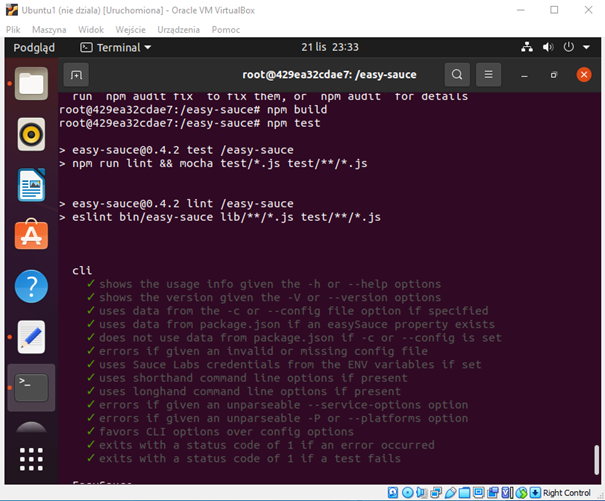 Ubuntu1 (nie działa) [Uruchomiona] - Oracle VM VirtualBox
Plik Maszyna Widok Wejście Urządzenia Pomoc
Podgląd Terminal 21 lis 23:33
root@429ea32cdae7: /easy-sauce
run `npm audit fix` to fix them, or `npm audit` for details
root@429ea32cdae7:/easy-sauce# npm build
root@429ea32cdae7:/easy-sauce# npm test
> easy-sauce@0.4.2 test /easy-sauce
> npm run lint && mocha test/*.js test/**/*.js
> easy-sauce@0.4.2 lint /easy-sauce
> eslint bin/easy-sauce lib/**/*.js test/**/*.js
cli
✓ shows the usage info given the -h or --help options
✓ shows the version given the -V or --version options
✓ uses data from the -c or --config file option if specified
✓ uses data from package.json if an easySauce property exists
✓ does not use data from package.json if -c or --config is set
✓ errors if given an invalid or missing config file
✓ uses Sauce Labs credentials from the ENV variables if set
✓ uses shorthand command line options if present
✓ uses longhand command line options if present
✓ errors if given an unparseable --service-options option
✓ errors if given an unparseable -P or --platforms option
✓ favors CLI options over config options
✓ exits with a status code of 1 if an error occurred
✓ exits with a status code of 1 if a test fails
EasySauce
Right Control